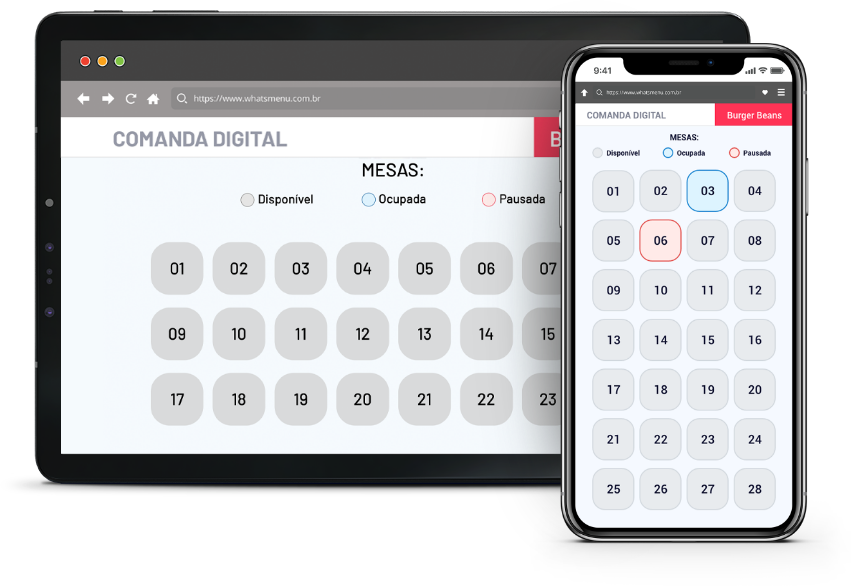 https://www.whatsmenu.com.br
COMANDA DIGITAL
B
MESAS:
Disponível Ocupada Pausada
01 02 03 04 05 06 07
09 10 11 12 13 14 15
17 18 19 20 21 22 23
9:41
https://www.whatsmenu.com.br
COMANDA DIGITAL Burger Beans
MESAS:
Disponível Ocupada Pausada
01 02 03 04
05 06 07 08
09 10 11 12
13 14 15 16
17 18 19 20
21 22 23 24
25 26 27 28